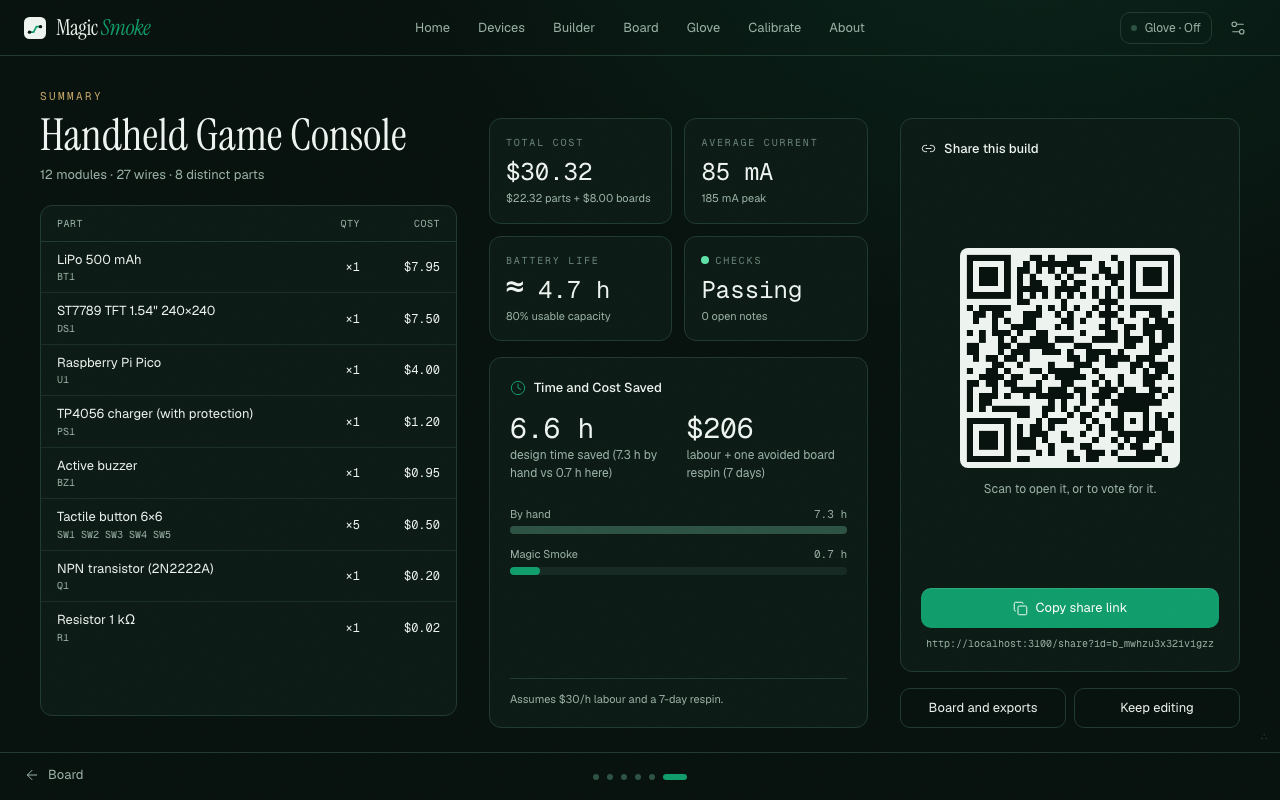 Magic Smoke
Home
Devices
Builder
Board
Glove
Calibrate
About
Glove · Off
SUMMARY
Handheld Game Console
12 modules · 27 wires · 8 distinct parts
PART QTY COST
LiPo 500 mAh ×1 $7.95
BT1
ST7789 TFT 1.54" 240×240 ×1 $7.50
DS1
Raspberry Pi Pico ×1 $4.00
U1
TP4056 charger (with protection) ×1 $1.20
PS1
Active buzzer ×1 $0.95
BZ1
Tactile button 6×6 ×5 $0.50
SW1 SW2 SW3 SW4 SW5
NPN transistor (2N2222A) ×1 $0.20
Q1
Resistor 1 kΩ ×1 $0.02
R1
TOTAL COST
$30.32
$22.32 parts + $8.00 boards
AVERAGE CURRENT
85 mA
185 mA peak
BATTERY LIFE
≈ 4.7 h
80% usable capacity
CHECKS
Passing
0 open notes
Time and Cost Saved
6.6 h
design time saved (7.3 h by
hand vs 0.7 h here)
$206
labour + one avoided board
respin (7 days)
By hand 7.3 h
Magic Smoke 0.7 h
Assumes $30/h labour and a 7-day respin.
Share this build
Scan to open it, or to vote for it.
Copy share link
http://localhost:3100/share?id=b_mwhzu3x32iv1gzz
Board and exports
Keep editing
Board